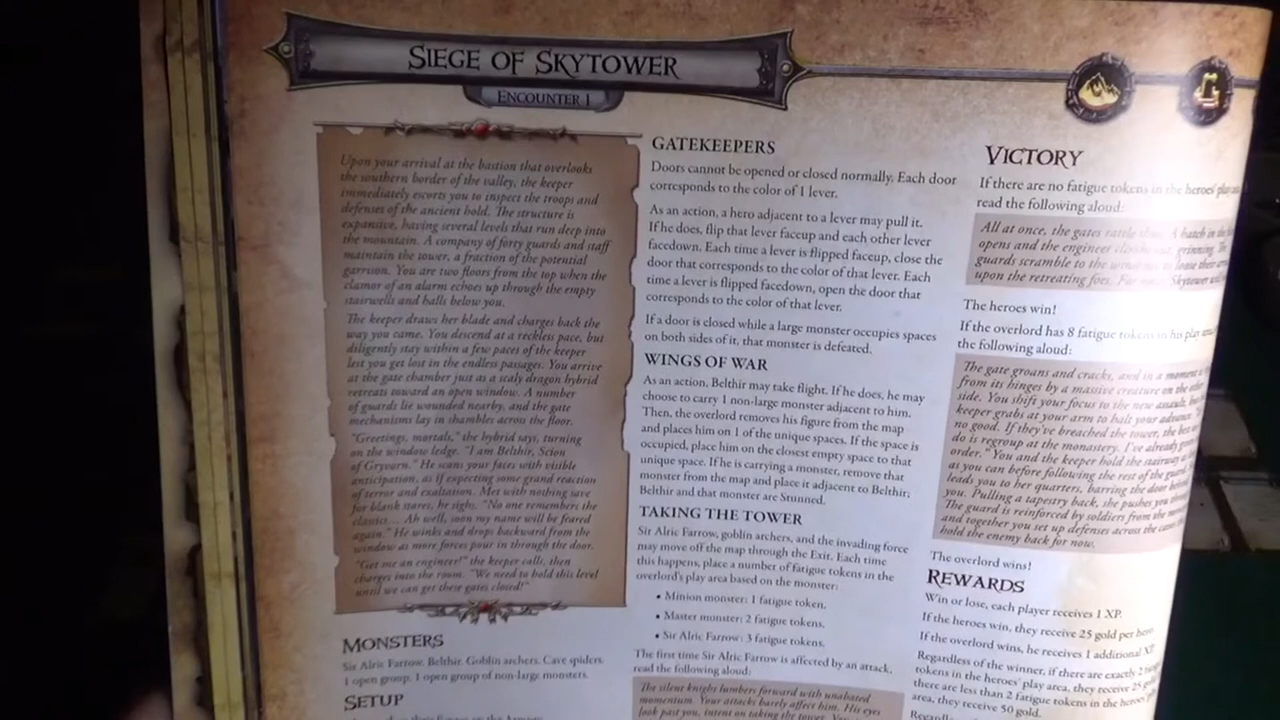 SIEGE OF SKYTOWER
ENCOUNTER 1
Upon your arrival at the bastion that overlooks
the southern border of the valley, the keeper
immediately escorts you to inspect the troops and
defenses of the ancient hold. The structure is
expansive, having several levels that run deep into
the mountain. A company of forty guards and staff
maintain the tower, a fraction of the potential
garrison. You are two floors from the top when the
clamor of an alarm echoes up through the empty
stairwells and halls below you.
The keeper draws her blade and charges back the
way you came. You descend at a reckless pace, but
diligently stay within a few paces of the keeper
lest you get lost in the endless passages. You arrive
at the gate chamber just as a scaly dragon hybrid
retreats toward an open window. A number
of guards lie wounded nearby, and the gate
mechanisms lay in shambles across the floor.
"Greetings, mortals," the hybrid says, turning
on the window ledge. "I am Belthir, Scion
of Gryvorn." He scans your faces with visible
anticipation, as if expecting some grand reaction
of terror and exaltation. Met with nothing save
for blank stares, he sighs. "No one remembers the
classics... Ah well, soon my name will be feared
again." He winks and drops backward from the
window as more forces pour in through the door.
"Get me an engineer!" the keeper calls, then
charges into the room. "We need to hold this level
until we can get these gates closed!"
MONSTERS
Sir Alric Farrow. Belthir. Goblin archers. Cave spiders.
1 open group. 1 open group of non-large monsters.
SETUP
GATEKEEPERS
Doors cannot be opened or closed normally. Each door
corresponds to the color of 1 lever.
As an action, a hero adjacent to a lever may pull it.
If he does, flip that lever faceup and each other lever
facedown. Each time a lever is flipped faceup, close the
door that corresponds to the color of that lever. Each
time a lever is flipped facedown, open the door that
corresponds to the color of that lever.
If a door is closed while a large monster occupies spaces
on both sides of it, that monster is defeated.
WINGS OF WAR
As an action, Belthir may take flight. If he does, he may
choose to carry 1 non-large monster adjacent to him.
Then, the overlord removes his figure from the map
and places him on 1 of the unique spaces. If the space is
occupied, place him on the closest empty space to that
unique space. If he is carrying a monster, remove that
monster from the map and place it adjacent to Belthir;
Belthir and that monster are Stunned.
TAKING THE TOWER
Sir Alric Farrow, goblin archers, and the invading force
may move off the map through the Exit. Each time
this happens, place a number of fatigue tokens in the
overlord's play area based on the monster:
• Minion monster: 1 fatigue token.
• Master monster: 2 fatigue tokens.
• Sir Alric Farrow: 3 fatigue tokens.
The first time Sir Alric Farrow is affected by an attack,
read the following aloud:
The silent knight lumbers forward with unabated
momentum. Your attacks barely affect him. His eyes
look past you, intent on taking the tower.
VICTORY
If there are no fatigue tokens in the heroes' play
read the following aloud:
All at once, the gates rattle shut. A hatch in the
opens and the engineer climbs out, grinning. The
guards scramble to the windows to loose their
upon the retreating foes. For now, Skytower
The heroes win!
If the overlord has 8 fatigue tokens in his play
the following aloud:
The gate groans and cracks, and in a moment is
from its hinges by a massive creature on the other
side. You shift your focus to the new assault, but the
keeper grabs at your arm to halt your advance.
no good. If they've breached the tower, the best
do is regroup at the monastery. I've already given
order." You and the keeper hold the stairway as
as you can before following the rest of the guard.
leads you to her quarters, barring the door behind
you. Pulling a tapestry back, she pushes you
The guard is reinforced by soldiers from the
and together you set up defenses across the
hold the enemy back for now.
The overlord wins!
REWARDS
Win or lose, each player receives 1 XP.
If the heroes win, they receive 25 gold per hero.
If the overlord wins, he receives 1 additional XP.
Regardless of the winner, if there are exactly 2
tokens in the heroes' play area, they receive 25
there are less than 2 fatigue tokens in the heroes'
area, they receive 50 gold.